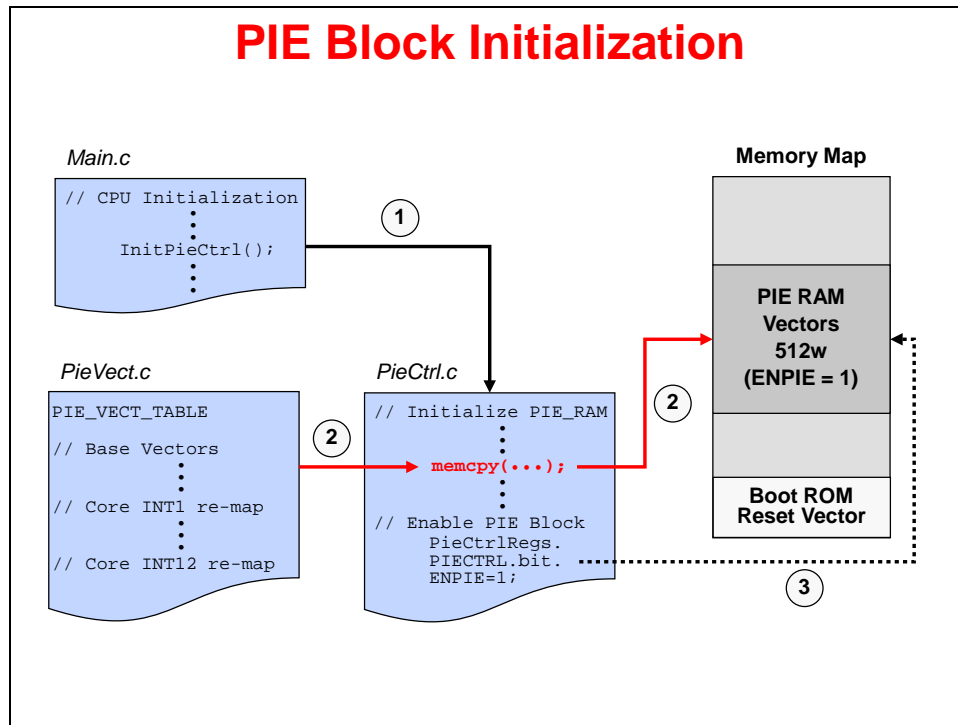 PIE Block Initialization
Main.c
// CPU Initialization
InitPieCtrl();
1
Memory Map
PIE RAM
Vectors
512w
(ENPIE = 1)
Boot ROM
Reset Vector
PieVect.c
PIE_VECT_TABLE
// Base Vectors
// Core INT1 re-map
// Core INT12 re-map
2
PieCtrl.c
// Initialize PIE_RAM
memcpy(•••);
// Enable PIE Block
PieCtrlRegs.
PIECTRL.bit.
ENPIE=1;
2
3